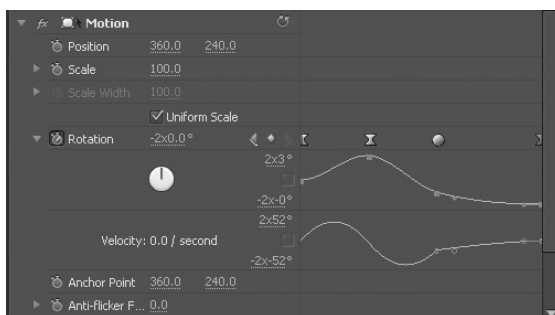 fx Motion
Position 360.0 240.0
Scale 100.0
Scale Width 100.0
Uniform Scale
Rotation -2x0.0°
2x3°
-2x-0°
2x52°
Velocity: 0.0 / second
-2x-52°
Anchor Point 360.0 240.0
Anti-flicker F... 0.0